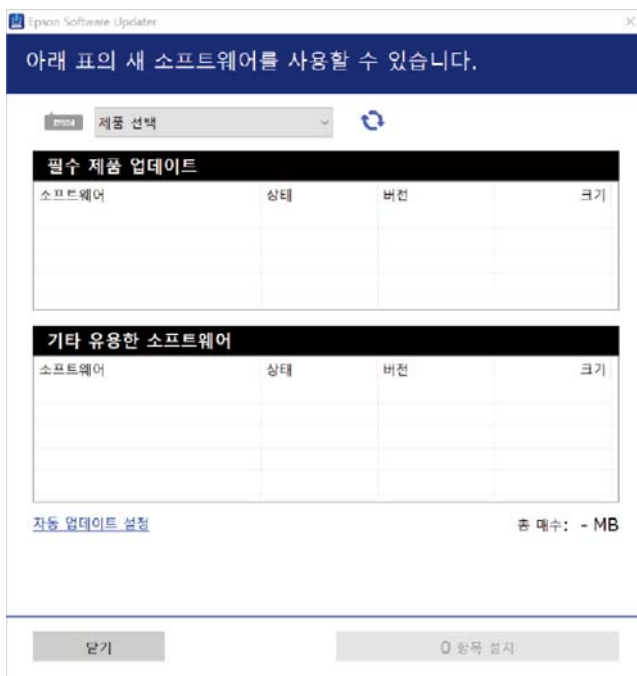 Epson Software Updater
아래 표의 새 소프트웨어를 사용할 수 있습니다.
EPSON 제품 선택
필수 제품 업데이트
소프트웨어 상태 버전 크기
기타 유용한 소프트웨어
소프트웨어 상태 버전 크기
자동 업데이트 설정 총 매수: - MB
닫기 0 항목 설치